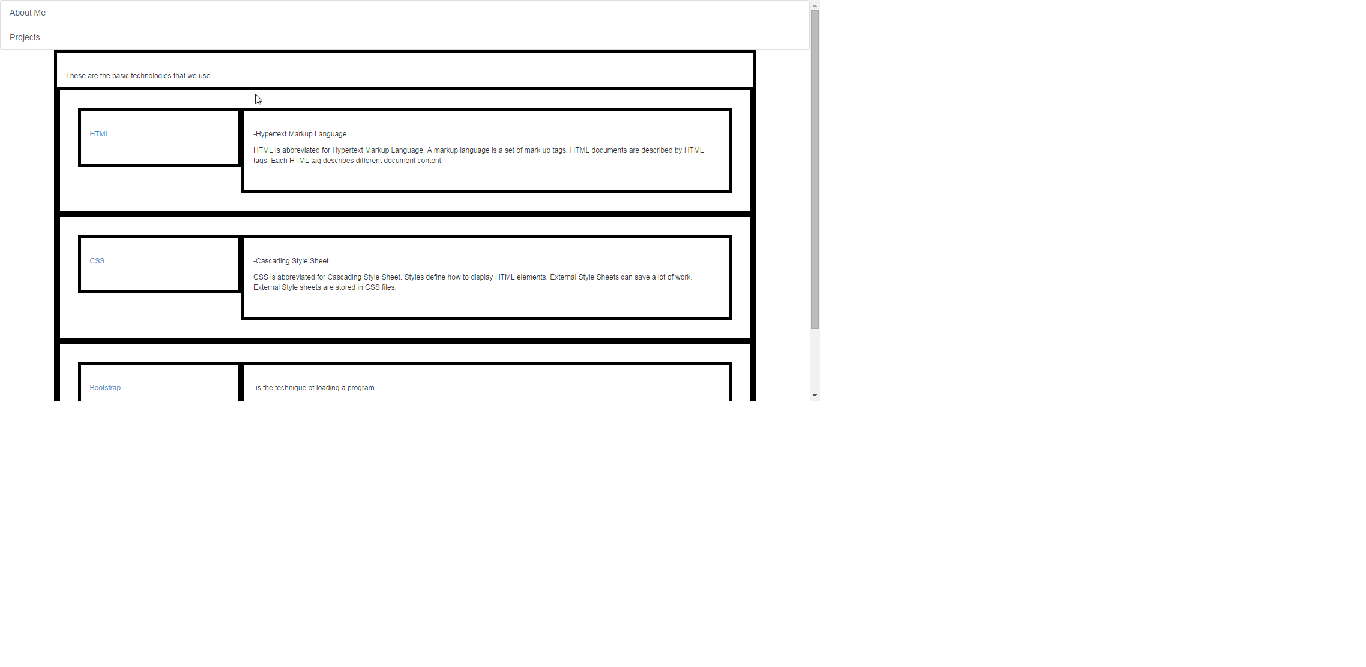 About Me
Projects
These are the basic technologies that we use
HTML
-Hypertext Markup Language
HTML is abbreviated for Hypertext Markup Language. A markup language is a set of mark up tags. HTML documents are described by HTML
tags. Each HTML tag describes different document content.
CSS
-Cascading Style Sheet
CSS is abbreviated for Cascading Style Sheet. Styles define how to display HTML elements. External Style Sheets can save a lot of work.
External Style sheets are stored in CSS files.
Bootstrap
-is the technique of loading a program